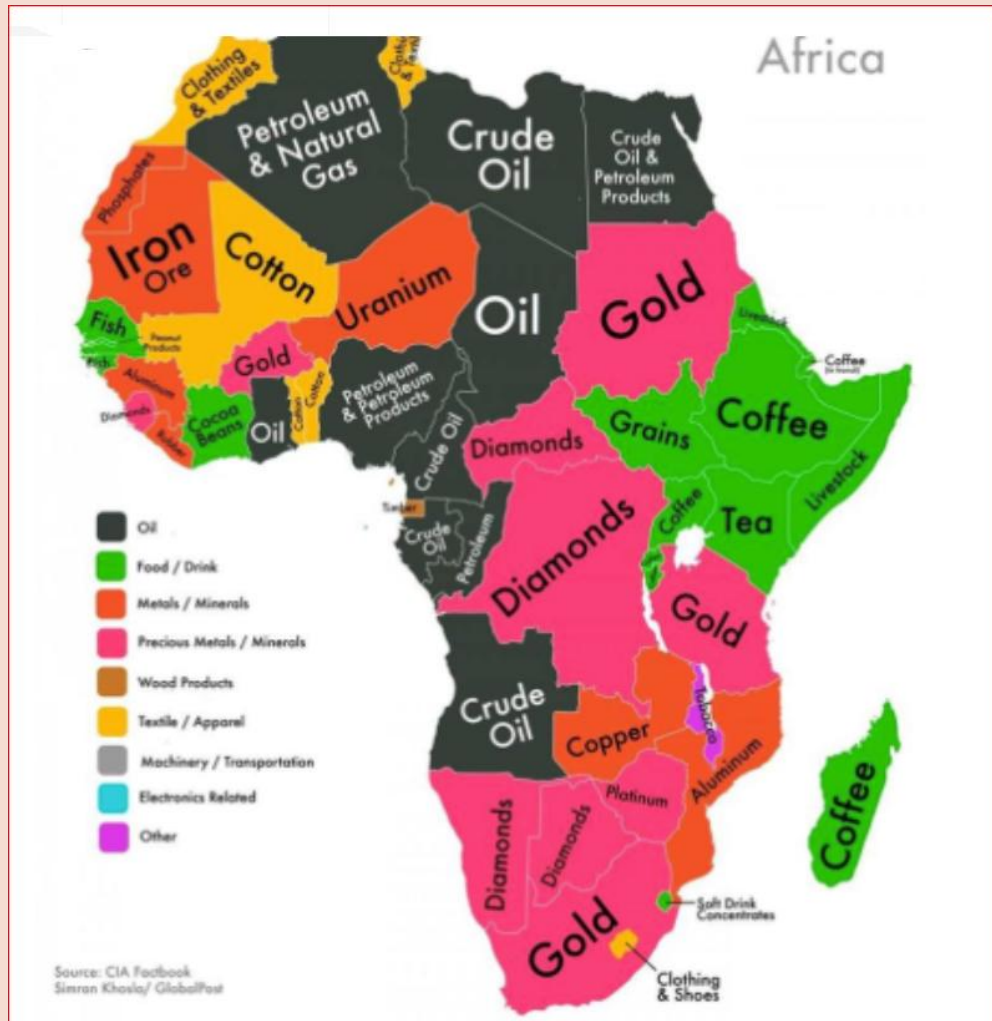 Africa
Clothing
& Textiles
Clothing
Petroleum
& Natural
Gas
Crude
Oil
Crude
Oil &
Petroleum
Products
Phosphates
Iron
Ore
Cotton
Uranium
Oil
Gold
Livestock
Coffee
(in transit)
Fish
Peanut
Products
Fish
Gold
Aluminum
Diamonds
Rubber
Cocoa
Beans
Oil
Cotton
Cotton
Petroleum
& Petroleum
Products
Crude Oil
Diamonds
Grains
Coffee
Livestock
Timber
Crude
Oil
Petroleum
Diamonds
Coffee
Tea
Gold
Crude
Oil
Copper
Tobacco
Aluminum
Platinum
Diamonds
Diamonds
Coffee
Gold
Soft Drink
Concentrates
Clothing
& Shoes
Oil
Food / Drink
Metals / Minerals
Precious Metals / Minerals
Wood Products
Textile / Apparel
Machinery / Transportation
Electronics Related
Other
Source: CIA Factbook
Simran Khosla/ GlobalPost